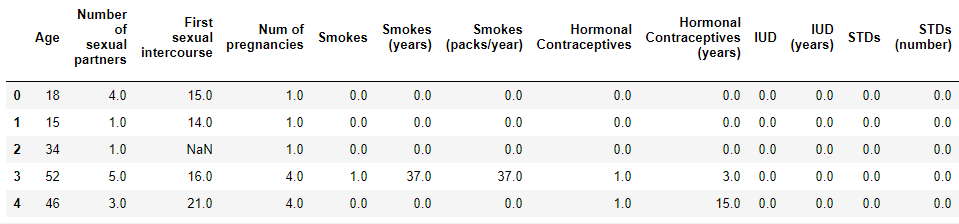 Age Number of sexual partners First sexual intercourse Num of pregnancies Smokes Smokes (years) Smokes (packs/year) Hormonal Contraceptives Hormonal Contraceptives (years) IUD IUD (years) STDs STDs (number)
0 18 4.0 15.0 1.0 0.0 0.0 0.0 0.0 0.0 0.0 0.0 0.0 0.0
1 15 1.0 14.0 1.0 0.0 0.0 0.0 0.0 0.0 0.0 0.0 0.0 0.0
2 34 1.0 NaN 1.0 0.0 0.0 0.0 0.0 0.0 0.0 0.0 0.0 0.0
3 52 5.0 16.0 4.0 1.0 37.0 37.0 1.0 3.0 0.0 0.0 0.0 0.0
4 46 3.0 21.0 4.0 0.0 0.0 0.0 1.0 15.0 0.0 0.0 0.0 0.0